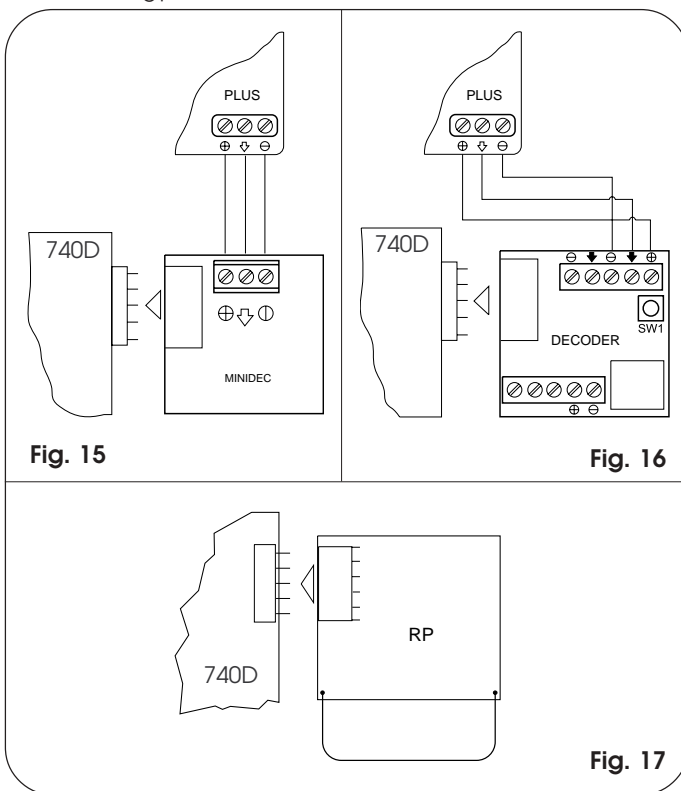 PLUS
740D
MINIDEC
Fig. 15
PLUS
740D
SW1
DECODER
Fig. 16
740D
RP
Fig. 17